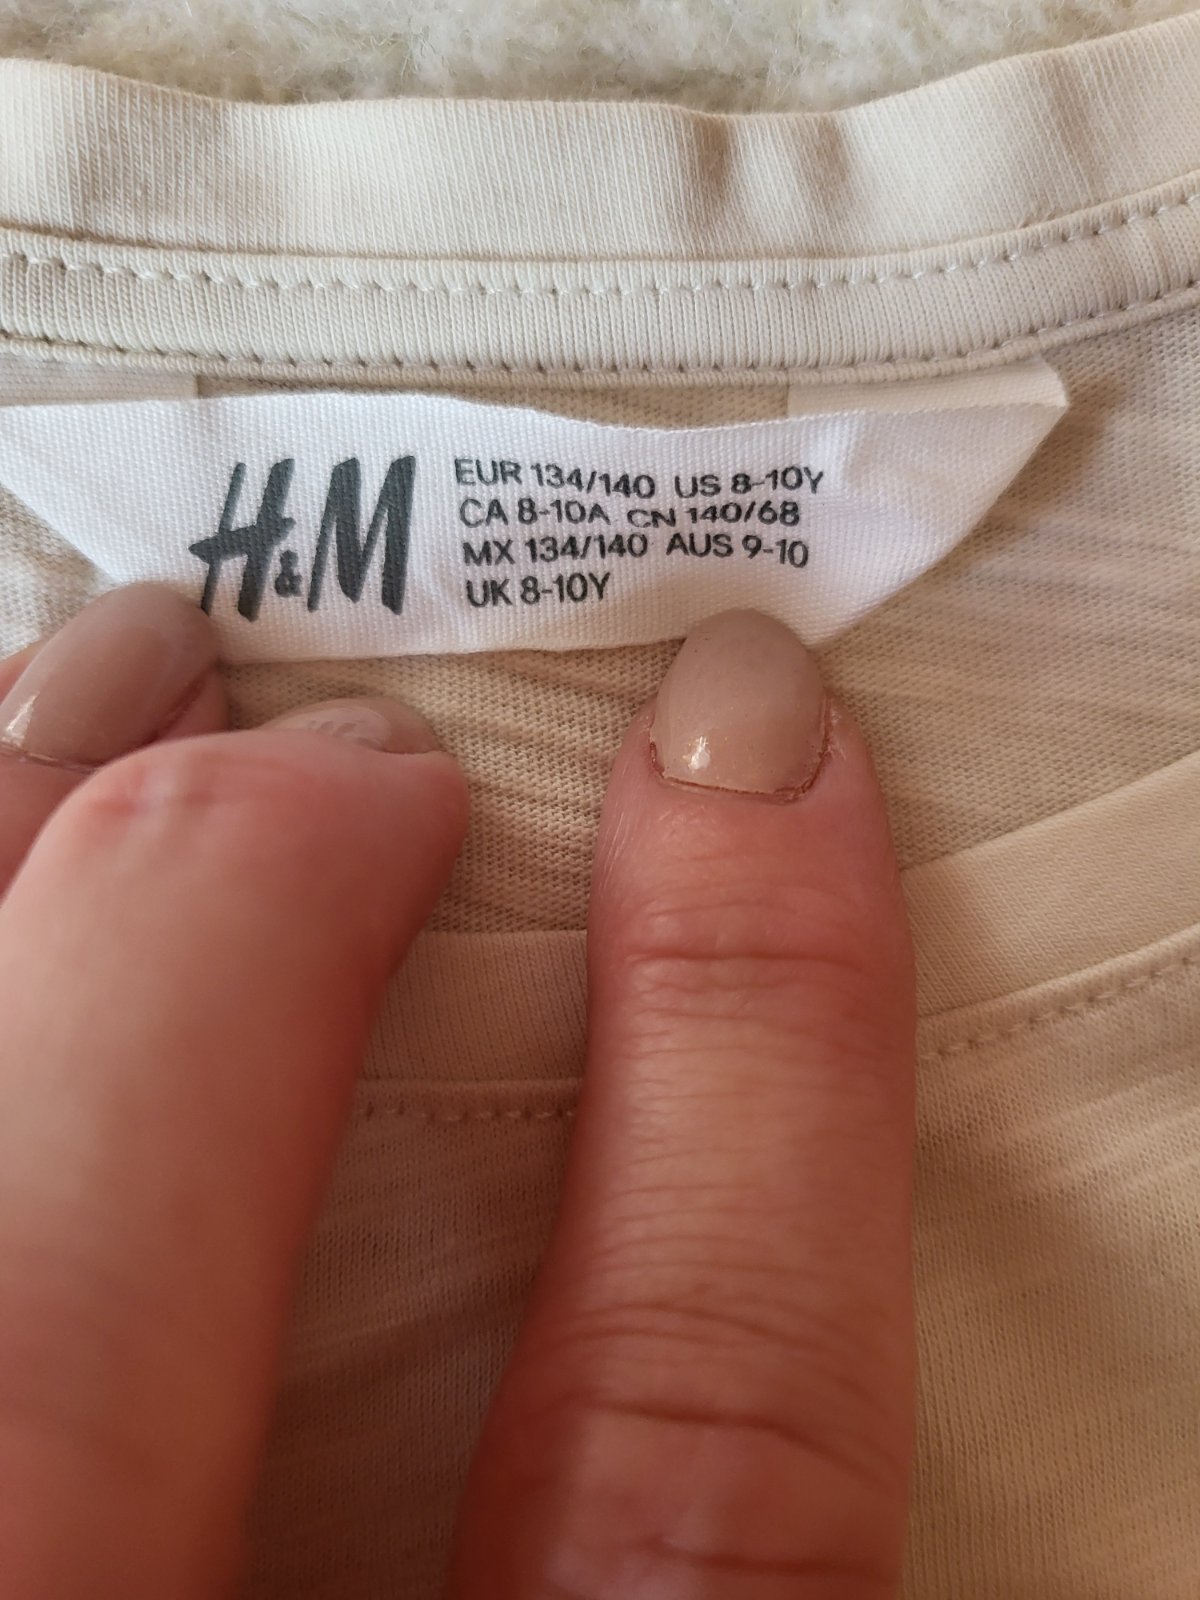 H&M
EUR 134/140 US 8-10Y
CA 8-10A CN 140/68
MX 134/140 AUS 9-10
UK 8-10Y